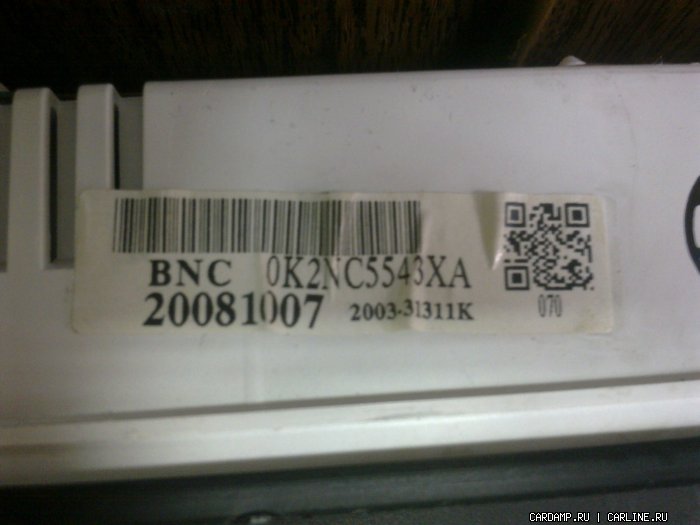 BNC 0K2NC5543XA
20081007 2003-31311K
070
CARDAMP.RU | CARLINE.RU